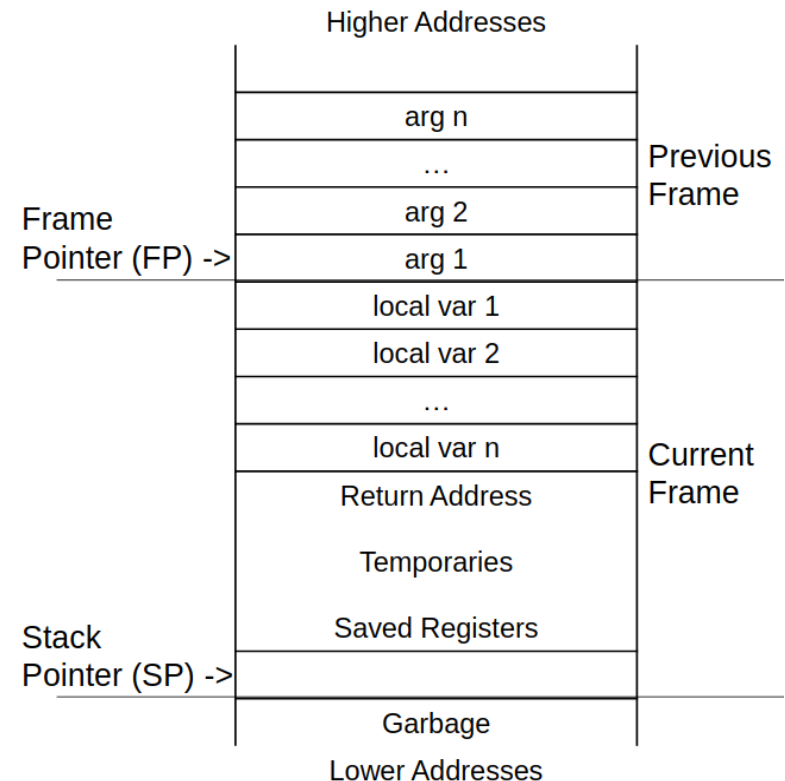 Higher Addresses
arg n
...
Previous
Frame
arg 2
Frame
Pointer (FP) ->
arg 1
local var 1
local var 2
...
local var n
Current
Frame
Return Address
Temporaries
Saved Registers
Stack
Pointer (SP) ->
Garbage
Lower Addresses